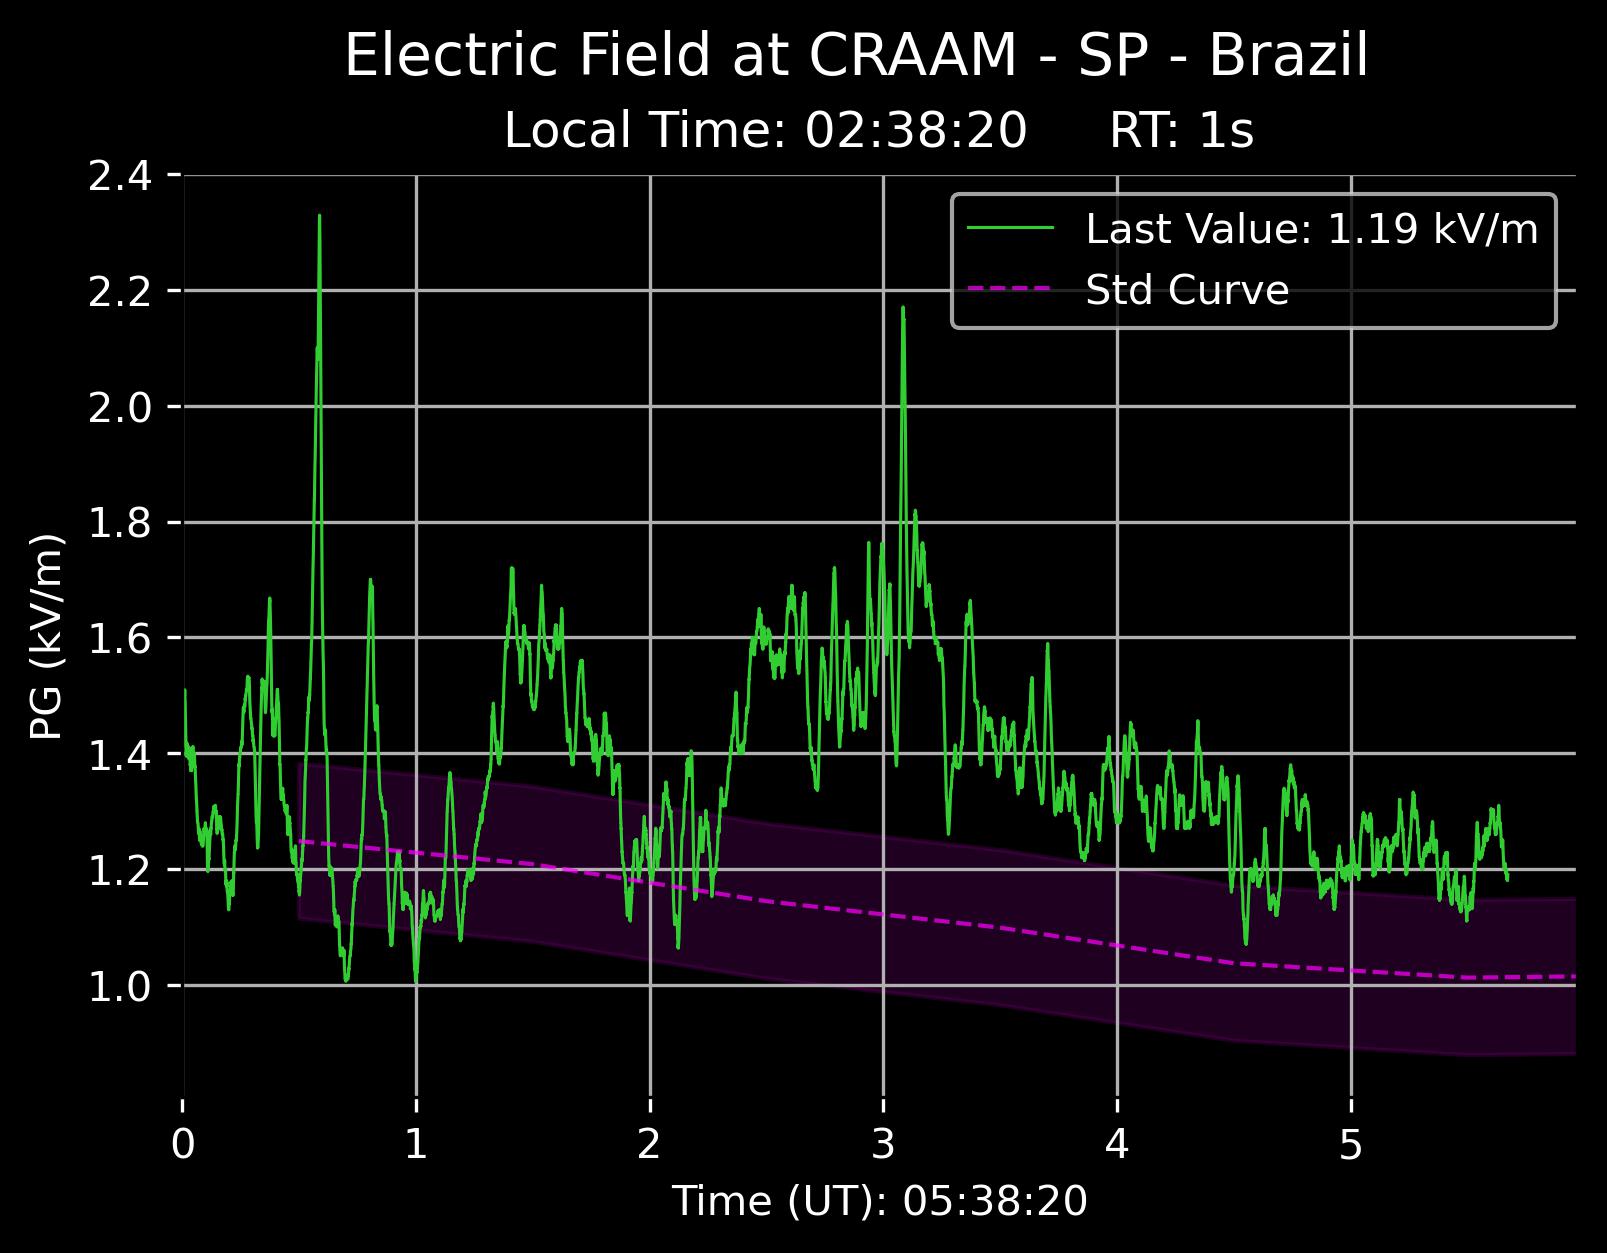 Electric Field at CRAAM - SP - Brazil
Local Time: 02:38:20 RT: 1s
Last Value: 1.19 kV/m
Std Curve
PG (kV/m)
2.4
2.2
2.0
1.8
1.6
1.4
1.2
1.0
0 1 2 3 4 5
Time (UT): 05:38:20